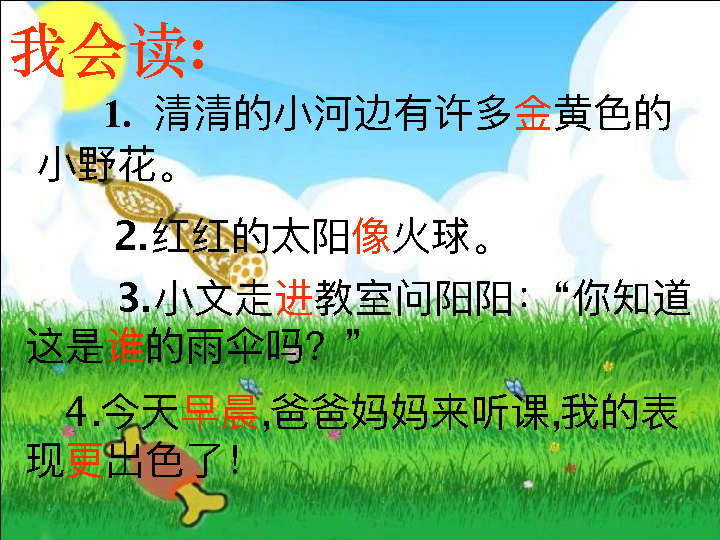 我会读：
1. 清清的小河边有许多金黄色的
小野花。
2.红红的太阳像火球。
3.小文走进教室问阳阳：“你知道
这是谁的雨伞吗？”
4.今天早晨,爸爸妈妈来听课,我的表
现更出色了！